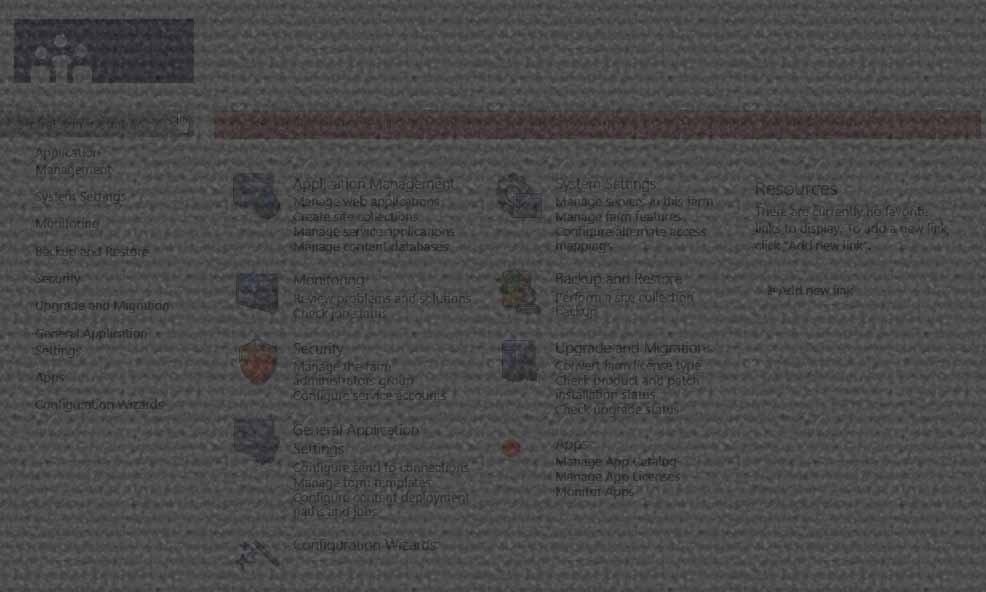 Application
Management
System Settings
Monitoring
Backup and Restore
Security
Upgrade and Migration
General Application
Settings
Apps
Configuration Wizards
Application Management
Manage web applications
Create site collections
Manage service applications
Manage content databases
Monitoring
Review problems and solutions
Check job status
Security
Manage the farm
administrators group
Configure service accounts
General Application
Settings
Configure send to connections
Manage form templates
Configure content deployment
paths and jobs
Configuration Wizards
System Settings
Manage servers in this farm
Manage farm features
Configure alternate access
mappings
Backup and Restore
Perform a site collection
backup
Upgrade and Migration
Convert farm license type
Check product and patch
installation status
Check upgrade status
Apps
Manage App Catalog
Manage App Licenses
Monitor Apps
Resources
There are currently no favorite
links to display. To add a new link,
click "Add new link".
Add new link